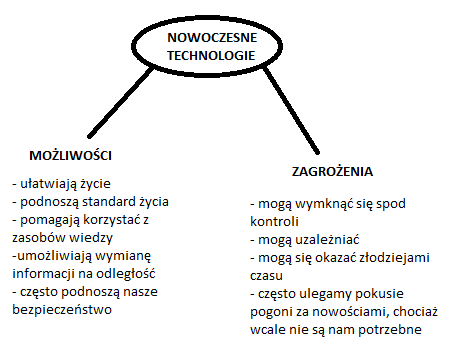 NOWOCZESNE
TECHNOLOGIE
MOŻLIWOŚCI
- ułatwiają życie
- podnoszą standard życia
- pomagają korzystać z
zasobów wiedzy
-umożliwiają wymianę
informacji na odległość
- często podnoszą nasze
bezpieczeństwo
ZAGROŻENIA
- mogą wymknąć się spod
kontroli
- mogą uzależniać
- mogą się okazać złodziejami
czasu
- często ulegamy pokusie
pogoni za nowościami, chociaż
wcale nie są nam potrzebne